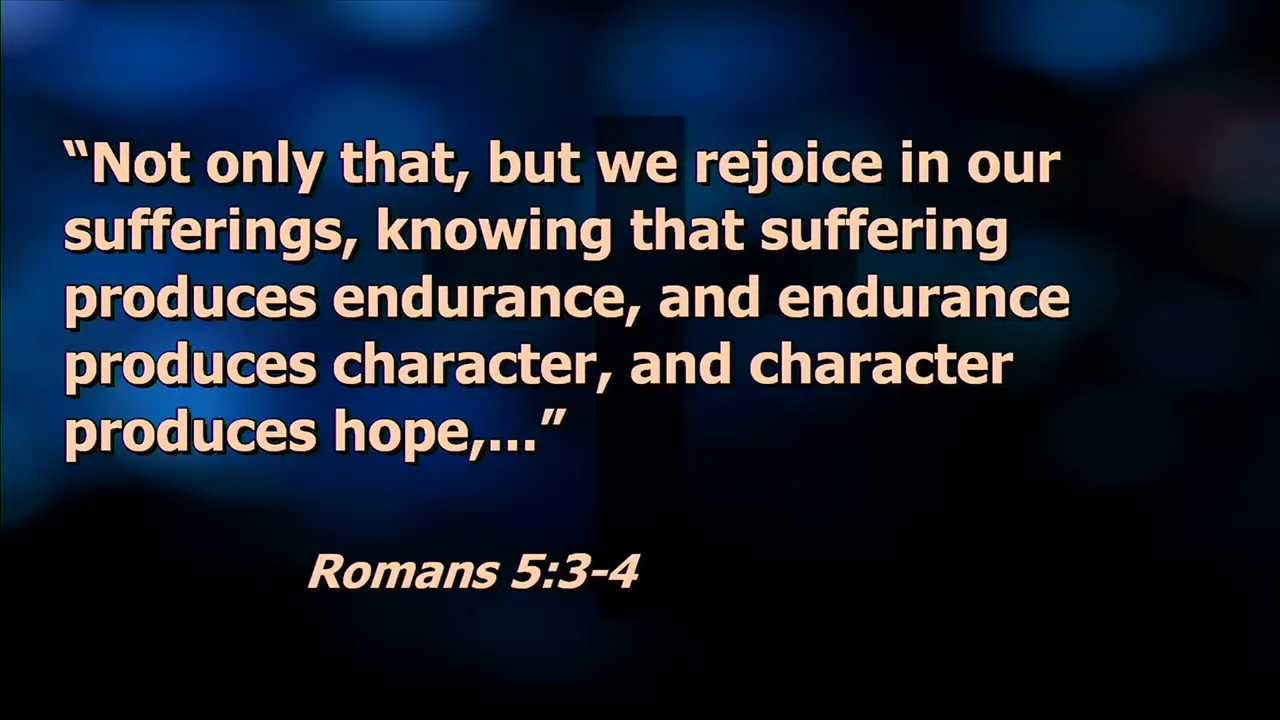 “Not only that, but we rejoice in our
sufferings, knowing that suffering
produces endurance, and endurance
produces character, and character
produces hope,...”
Romans 5:3-4